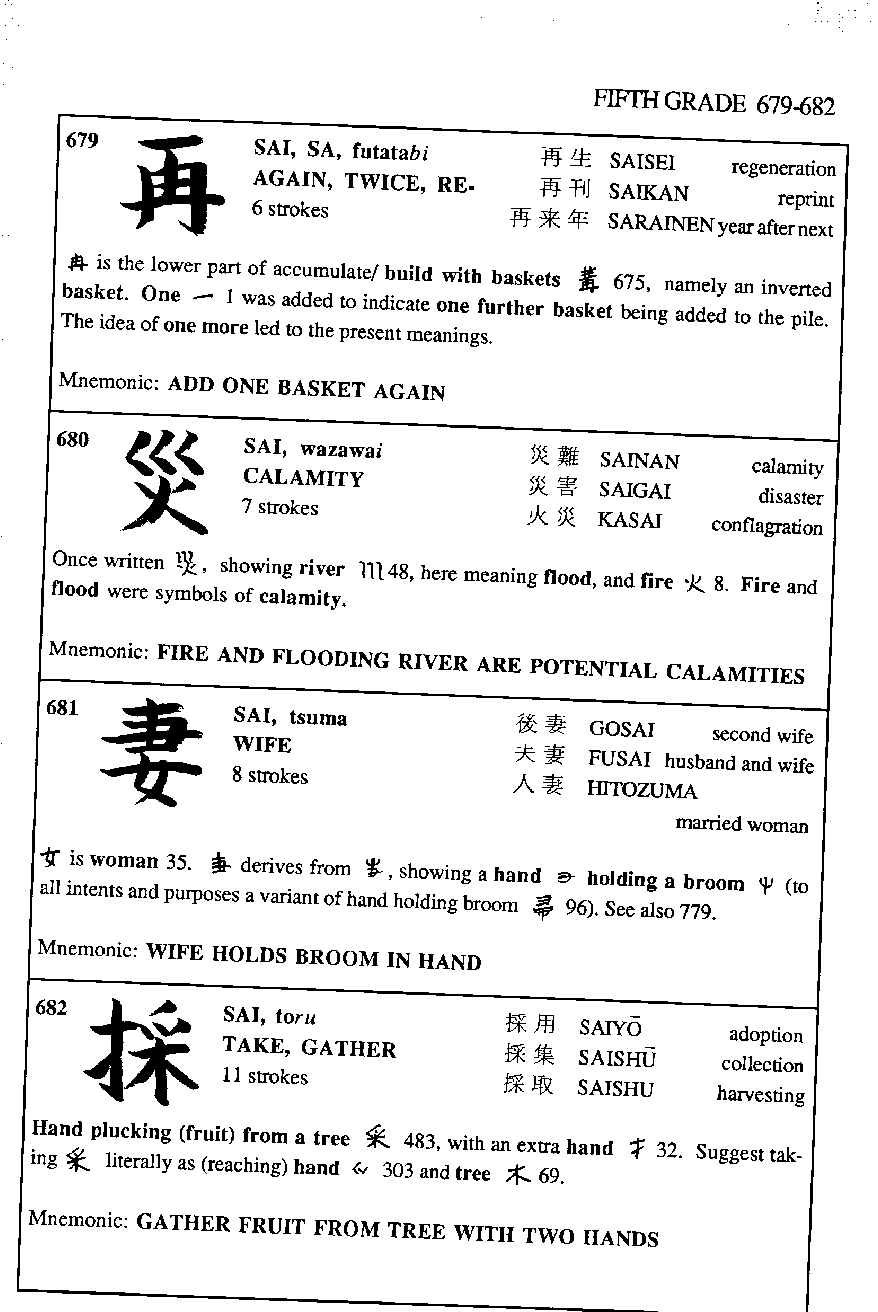 FIFTH GRADE 679-682
679
再
SAI, SA, futatabi
AGAIN, TWICE, RE-
6 strokes
再生 SAISEI regeneration
再刊 SAIKAN reprint
再来年 SARAINEN year after next
冉 is the lower part of accumulate/ build with baskets 冓 675, namely an inverted
basket. One 一 1 was added to indicate one further basket being added to the pile.
The idea of one more led to the present meanings.
Mnemonic: ADD ONE BASKET AGAIN
680
災
SAI, wazawai
CALAMITY
7 strokes
災難 SAINAN calamity
災害 SAIGAI disaster
火災 KASAI conflagration
Once written , showing river 48, here meaning flood, and fire 火 8. Fire and
flood were symbols of calamity.
Mnemonic: FIRE AND FLOODING RIVER ARE POTENTIAL CALAMITIES
681
妻
SAI, tsuma
WIFE
8 strokes
後妻 GOSAI second wife
夫妻 FUSAI husband and wife
人妻 HITOZUMA
married woman
女 is woman 35. derives from , showing a hand holding a broom (to
all intents and purposes a variant of hand holding broom 96). See also 779.
Mnemonic: WIFE HOLDS BROOM IN HAND
682
採
SAI, toru
TAKE, GATHER
11 strokes
採用 SAIYŌ adoption
採集 SAISHŪ collection
採取 SAISHU harvesting
Hand plucking (fruit) from a tree 采 483, with an extra hand 扌 32. Suggest tak-
ing 采 literally as (reaching) hand 爫 303 and tree 木 69.
Mnemonic: GATHER FRUIT FROM TREE WITH TWO HANDS